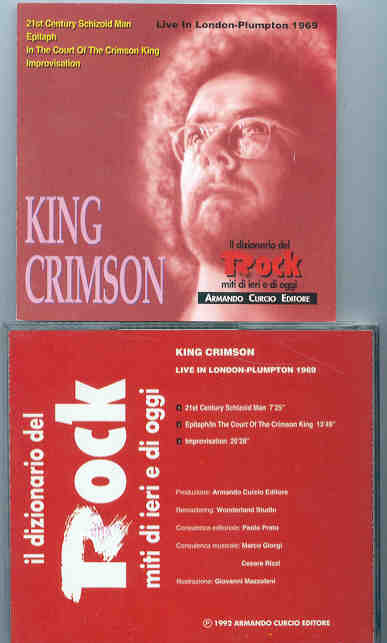 21st Century Schizoid Man
Epitaph
In The Court Of The Crimson King
Improvisation
Live In London-Plumpton 1969
KING
CRIMSON
Il dizionario del
Rock
miti di ieri e di oggi
ARMANDO CURCIO EDITORE
il dizionario del
Rock
miti di ieri e di oggi
KING CRIMSON
LIVE IN LONDON-PLUMPTON 1969
21st Century Schizoid Man 7'25"
Epitaph/In The Court Of The Crimson King 13'46"
Improvisation 20'28"
Produzione: Armando Curcio Editore
Remastering: Wonderland Studio
Consulenza editoriale: Paolo Prato
Consulenza musicale: Marco Giorgi
Cesare Rizzi
Illustrazione: Giovanni Mazzoleni
℗ 1992 ARMANDO CURCIO EDITORE